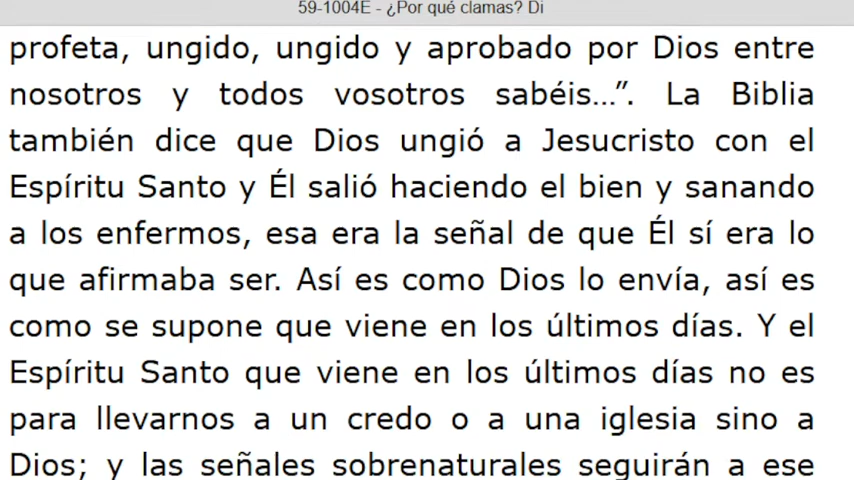 59-1004E - ¿Por qué clamas? Di
profeta, ungido, ungido y aprobado por Dios entre
nosotros y todos vosotros sabéis...”. La Biblia
también dice que Dios ungió a Jesucristo con el
Espíritu Santo y Él salió haciendo el bien y sanando
a los enfermos, esa era la señal de que Él sí era lo
que afirmaba ser. Así es como Dios lo envía, así es
como se supone que viene en los últimos días. Y el
Espíritu Santo que viene en los últimos días no es
para llevarnos a un credo o a una iglesia sino a
Dios; y las señales sobrenaturales seguirán a ese